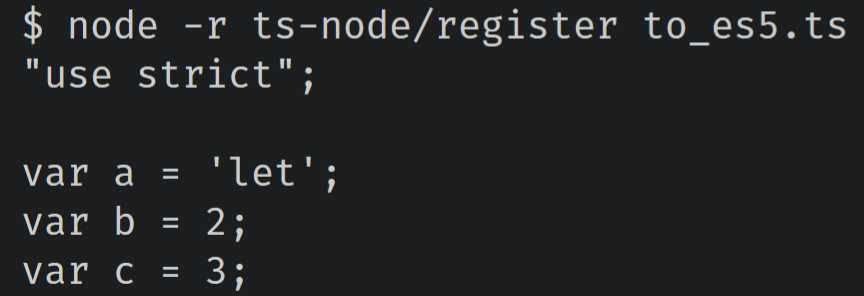 $ node -r ts-node/register to_es5.ts
"use strict";
var a = 'let';
var b = 2;
var c = 3;